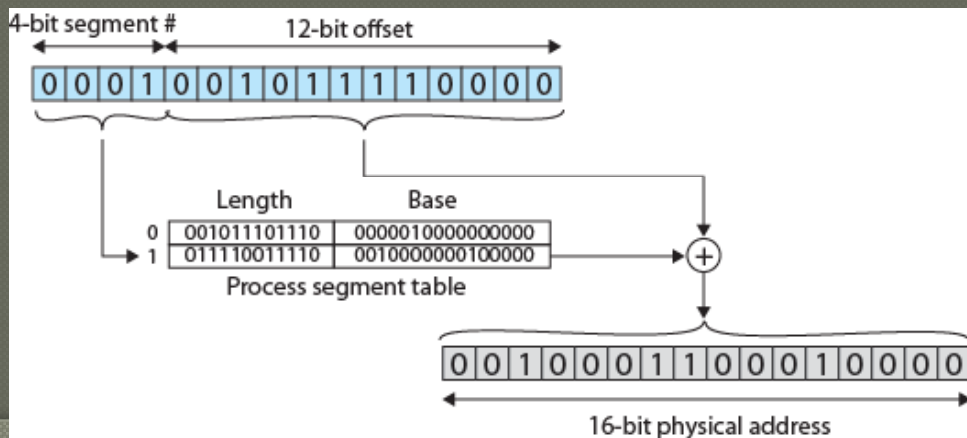 4-bit segment #
12-bit offset
0 0 0 1 0 0 1 0 1 1 1 1 0 0 0 0
Length Base
0 001011101110 0000010000000000
1 011110011110 0010000000100000
+
Process segment table
0 0 1 0 0 0 1 1 0 0 0 1 0 0 0 0
16-bit physical address